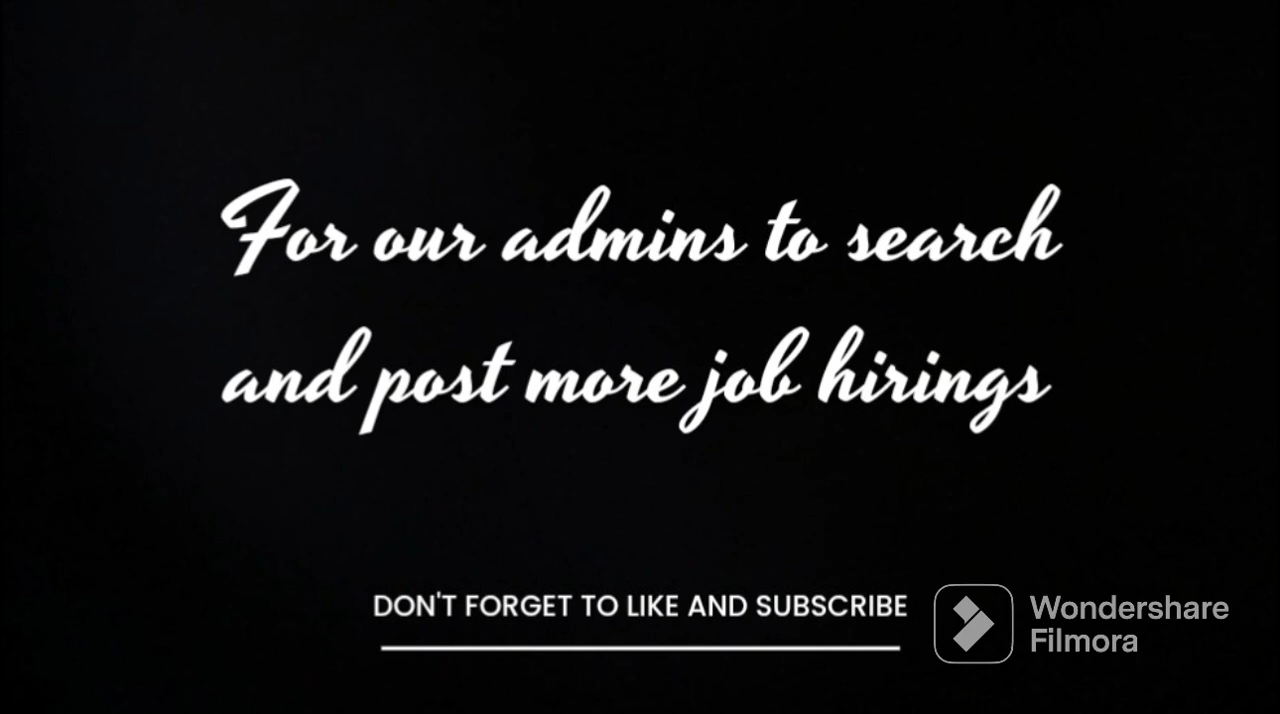 For our admins to search
and post more job hirings
DON'T FORGET TO LIKE AND SUBSCRIBE
Wondershare
Filmora